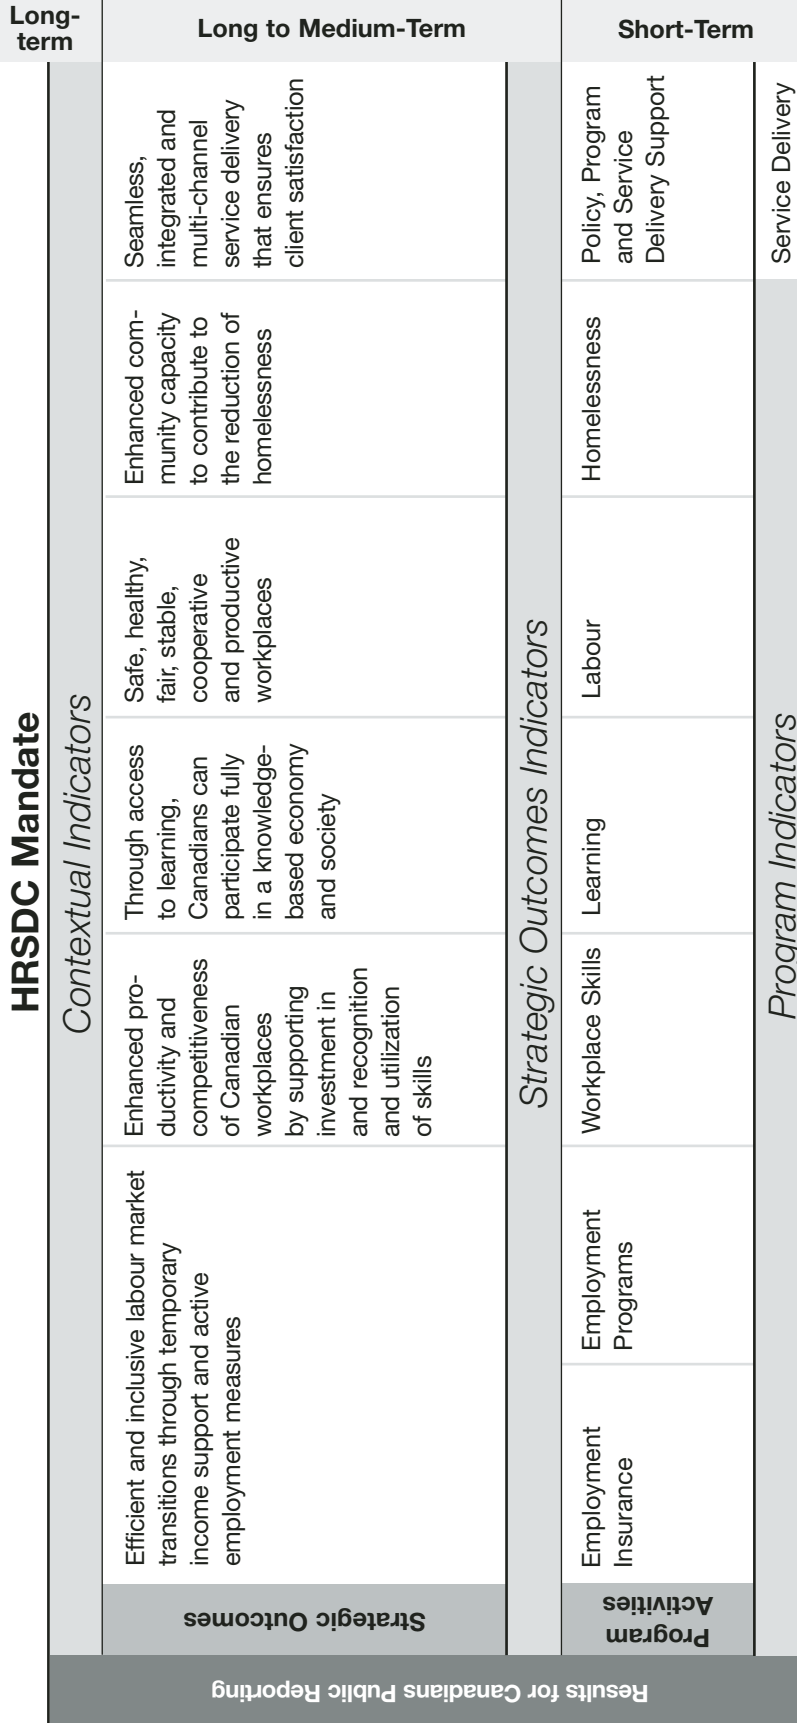 HRSDC Mandate
Long-
term
Contextual Indicators
Results for Canadians Public Reporting
Strategic Outcomes
Efficient and inclusive labour market
transitions through temporary
income support and active
employment measures
Enhanced pro-
ductivity and
competitiveness
of Canadian
workplaces
by supporting
investment in
and recognition
and utilization
of skills
Through access
to learning,
Canadians can
participate fully
in a knowledge-
based economy
and society
Safe, healthy,
fair, stable,
cooperative
and productive
workplaces
Enhanced com-
munity capacity
to contribute to
the reduction of
homelessness
Seamless,
integrated and
multi-channel
service delivery
that ensures
client satisfaction
Long to Medium-Term
Strategic Outcomes Indicators
Program
Activities
Employment
Insurance
Employment
Programs
Workplace Skills
Learning
Labour
Homelessness
Policy, Program
and Service
Delivery Support
Short-Term
Program Indicators
Service Delivery